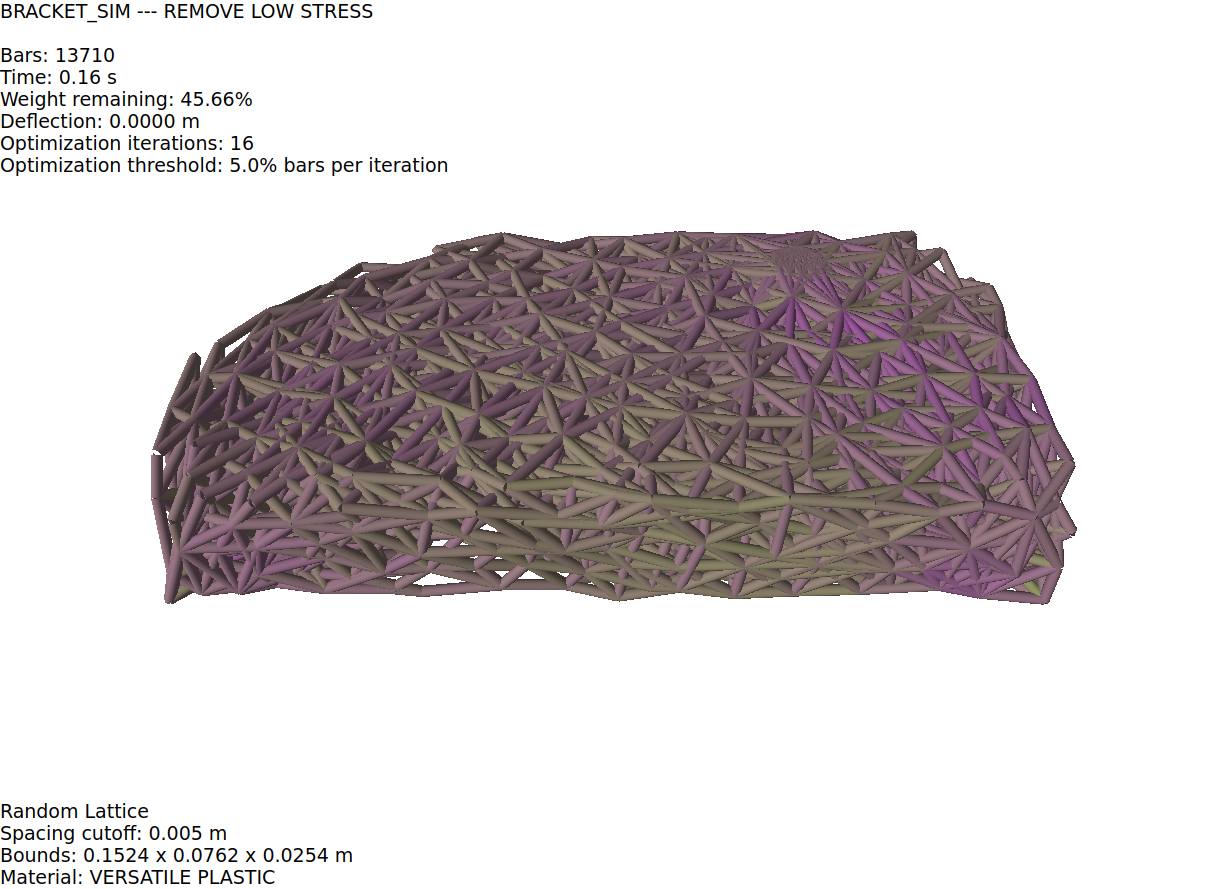 BRACKET_SIM --- REMOVE LOW STRESS
Bars: 13710
Time: 0.16 s
Weight remaining: 45.66%
Deflection: 0.0000 m
Optimization iterations: 16
Optimization threshold: 5.0% bars per iteration
Random Lattice
Spacing cutoff: 0.005 m
Bounds: 0.1524 x 0.0762 x 0.0254 m
Material: VERSATILE PLASTIC